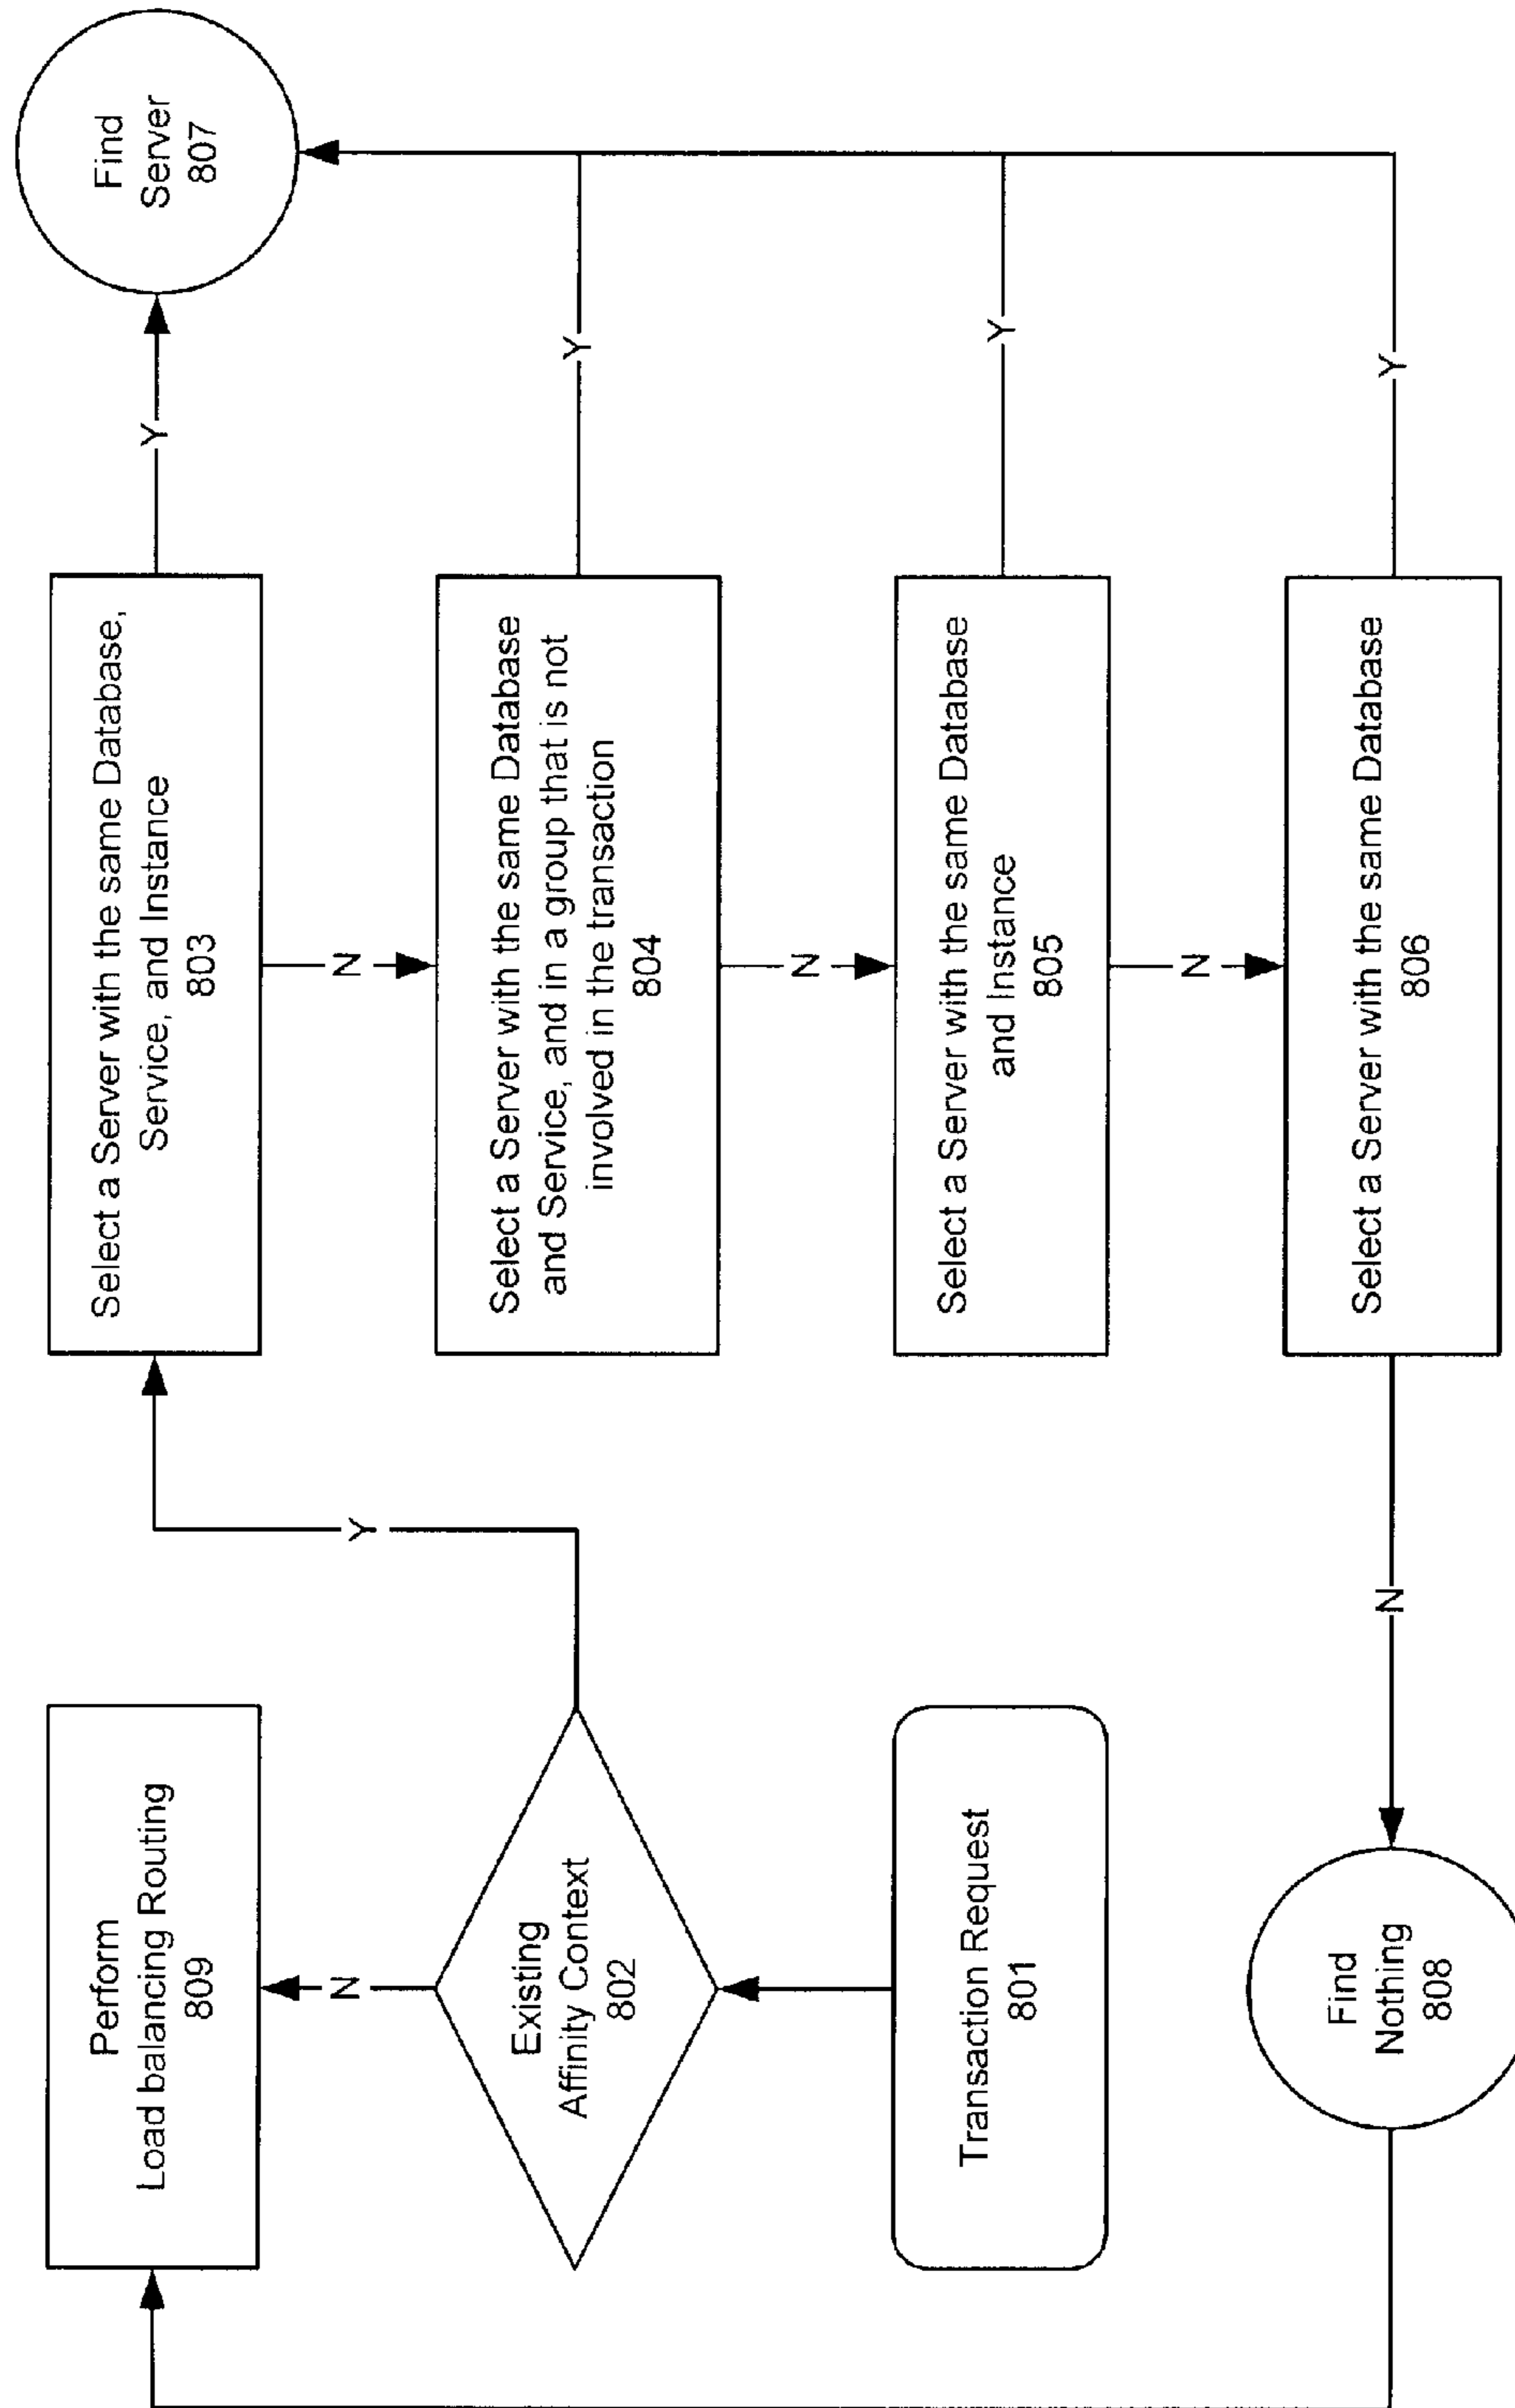 Perform
Load balancing Routing
809
N
Existing
Affinity Context
802
Y
Transaction Request
801
Find
Nothing
808
N
Select a Server with the same Database,
Service, and Instance
803
Y
N
Select a Server with the same Database
and Service, and in a group that is not
involved in the transaction
804
Y
N
Select a Server with the same Database
and Instance
805
Y
N
Select a Server with the same Database
806
Y
Find
Server
807